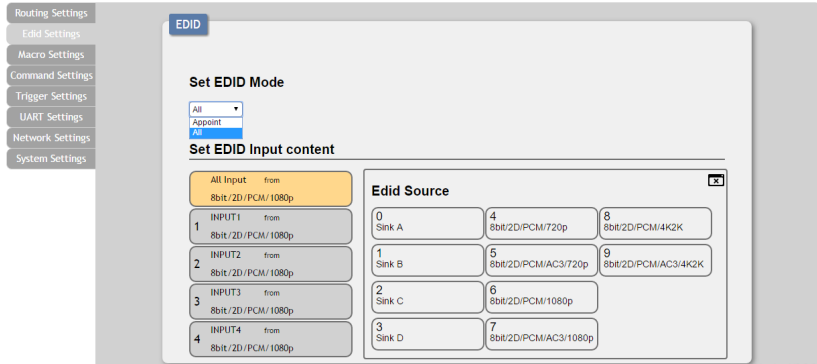 Routing Settings
Edid Settings
Macro Settings
Command Settings
Trigger Settings
UART Settings
Network Settings
System Settings
EDID
Set EDID Mode
All
Appoint
All
Set EDID Input content
All Input from
8bit/2D/PCM/1080p
1 INPUT1 from
8bit/2D/PCM/1080p
2 INPUT2 from
8bit/2D/PCM/1080p
3 INPUT3 from
8bit/2D/PCM/1080p
4 INPUT4 from
8bit/2D/PCM/1080p
Edid Source
0
Sink A
4
8bit/2D/PCM/720p
8
8bit/2D/PCM/4K2K
1
Sink B
5
8bit/2D/PCM/AC3/720p
9
8bit/2D/PCM/AC3/4K2K
2
Sink C
6
8bit/2D/PCM/1080p
3
Sink D
7
8bit/2D/PCM/AC3/1080p